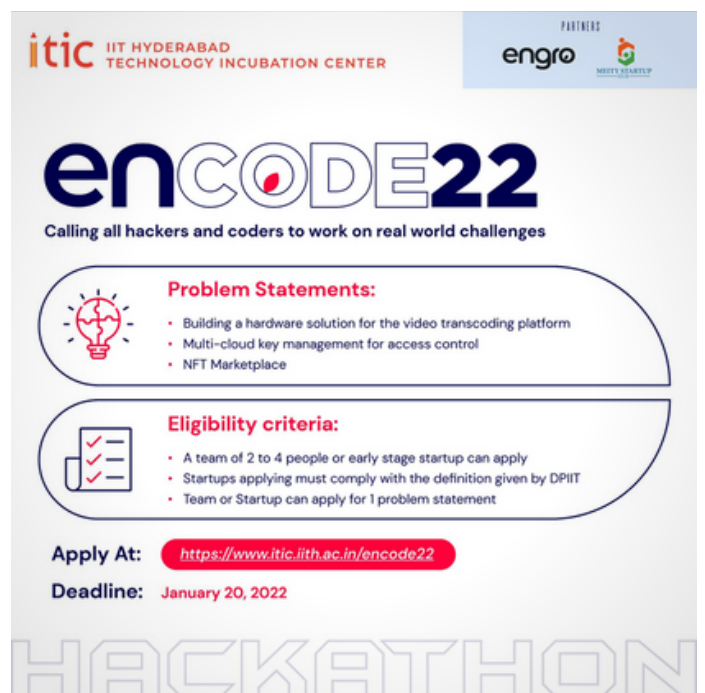 itic IIT HYDERABAD
TECHNOLOGY INCUBATION CENTER
PARTNERS
engro
MEITY STARTUP
enCODE22
Calling all hackers and coders to work on real world challenges
Problem Statements:
• Building a hardware solution for the video transcoding platform
• Multi-cloud key management for access control
• NFT Marketplace
Eligibility criteria:
• A team of 2 to 4 people or early stage startup can apply
• Startups applying must comply with the definition given by DPIIT
• Team or Startup can apply for 1 problem statement
Apply At: https://www.itic.iith.ac.in/encode22
Deadline: January 20, 2022
HACKATHON